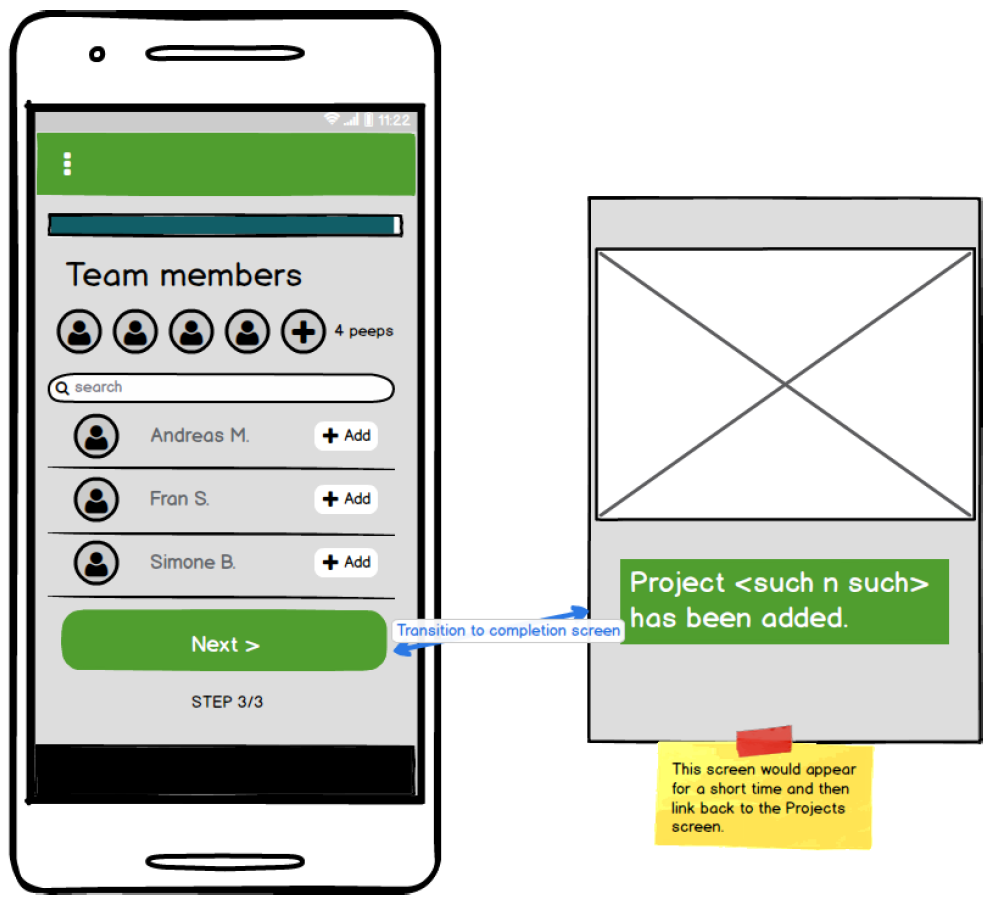 11:22
Team members
4 peeps
search
Andreas M.
+ Add
Fran S.
+ Add
Simone B.
+ Add
Next >
STEP 3/3
Transition to completion screen
Project <such n such>
has been added.
This screen would appear
for a short time and then
link back to the Projects
screen.